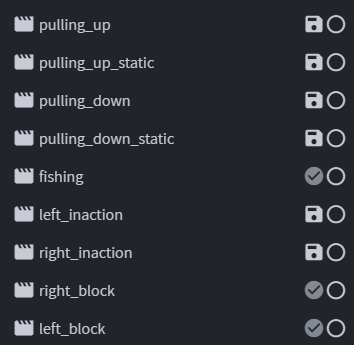 pulling_up
pulling_up_static
pulling_down
pulling_down_static
fishing
left_inaction
right_inaction
right_block
left_block